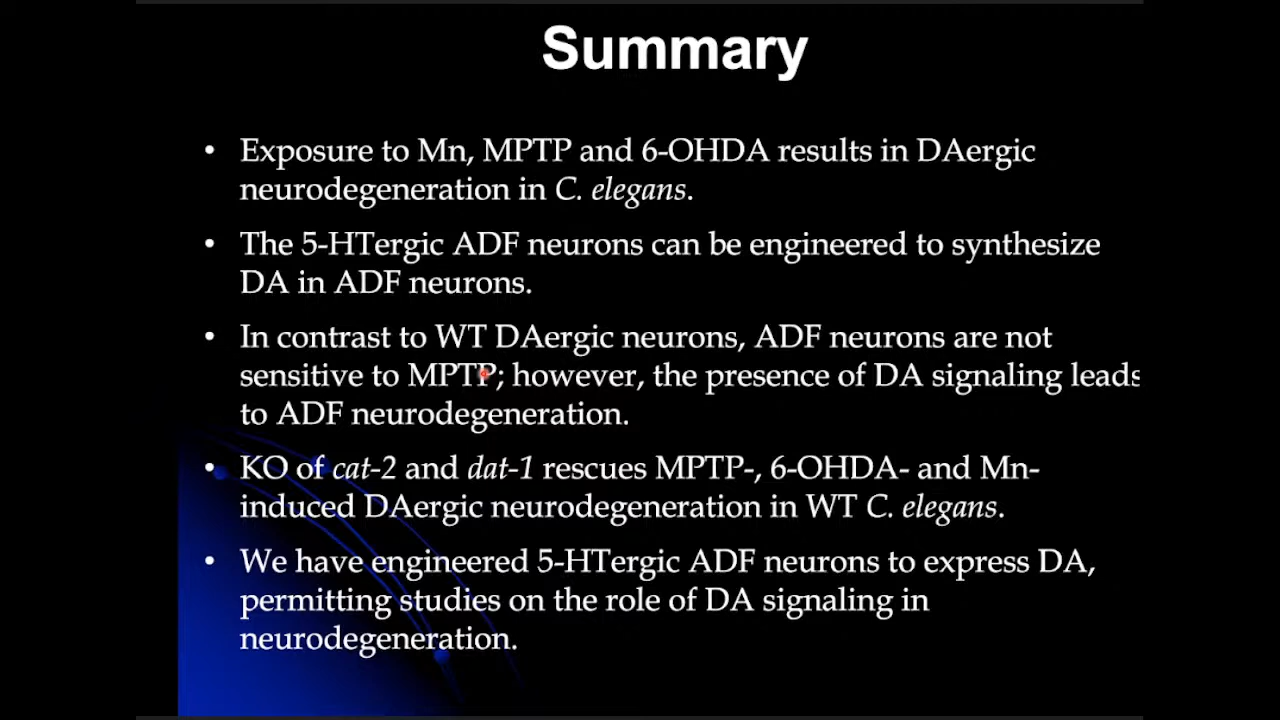 Summary
• Exposure to Mn, MPTP and 6-OHDA results in DAergic
neurodegeneration in C. elegans.
• The 5-HTergic ADF neurons can be engineered to synthesize
DA in ADF neurons.
• In contrast to WT DAergic neurons, ADF neurons are not
sensitive to MPTP; however, the presence of DA signaling leads
to ADF neurodegeneration.
• KO of cat-2 and dat-1 rescues MPTP-, 6-OHDA- and Mn-
induced DAergic neurodegeneration in WT C. elegans.
• We have engineered 5-HTergic ADF neurons to express DA,
permitting studies on the role of DA signaling in
neurodegeneration.